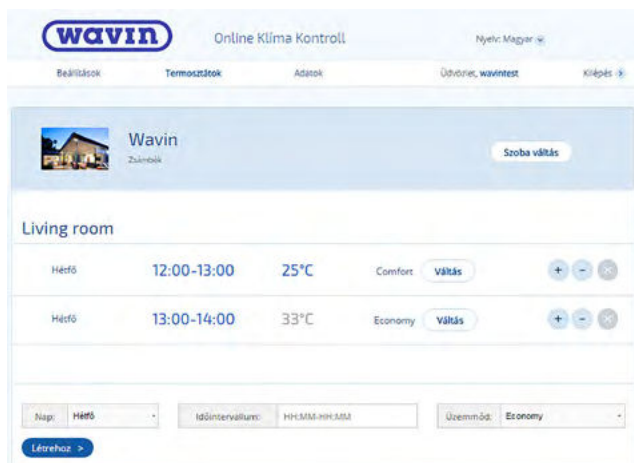 wavin Online Klíma Kontroll Nyelv: Magyar
Beállítások Termosztátok Adatok Üdvözlet, wavintest Kilépés
Wavin
Zsámbék
Szoba váltás
Living room
Hétfő 12:00-13:00 25°C Comfort Váltás + -
Hétfő 13:00-14:00 33°C Economy Váltás + -
Nap: Hétfő Időintervallum: HH:MM-HH:MM Üzemmód: Economy
Létrehoz >